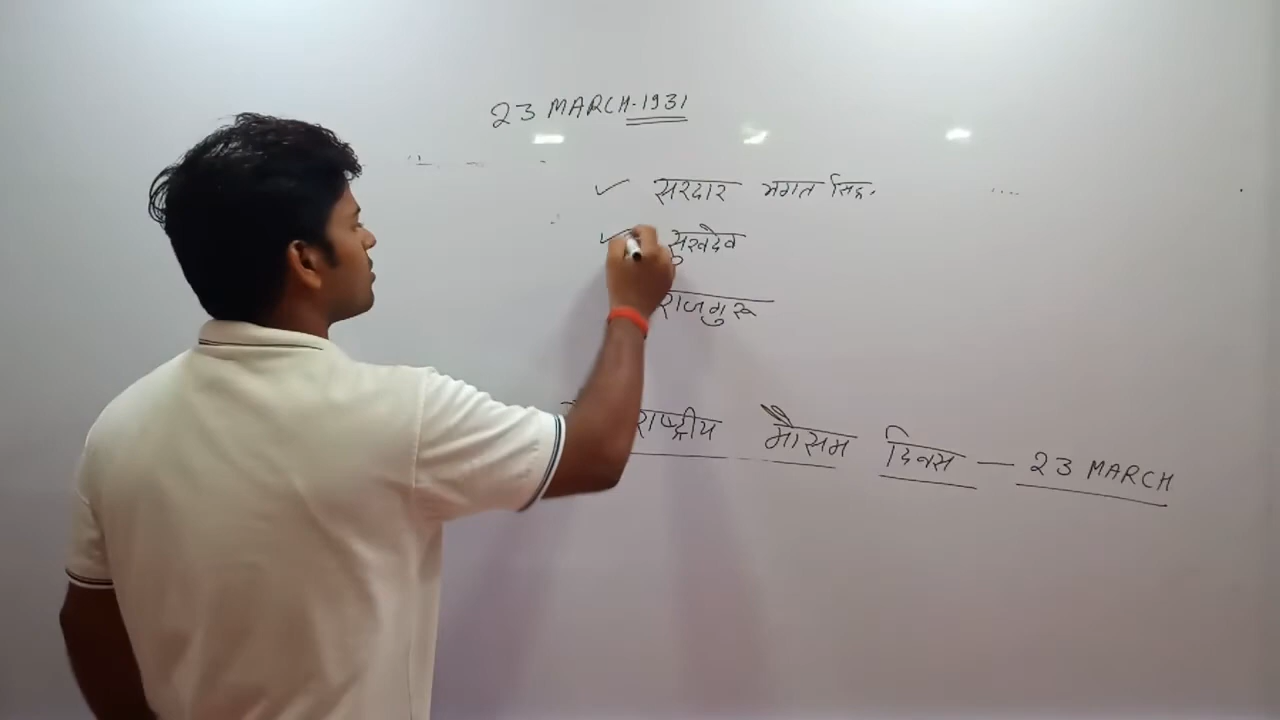 23 MARCH-1931
सरदार भगत सिंह.
सुखदेव
राजगुरू
राष्ट्रीय मौसम दिवस — 23 MARCH